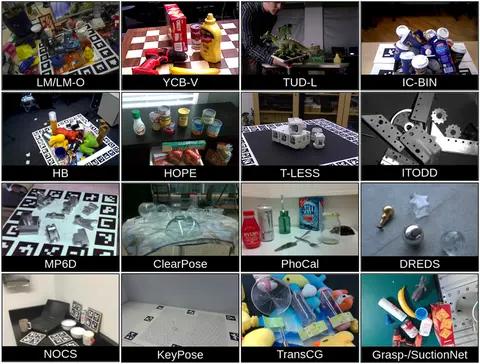 LM/LM-O
YCB-V
TUD-L
IC-BIN
HB
HOPE
T-LESS
ITODD
MP6D
ClearPose
PhoCal
DREDS
NOCS
KeyPose
TransCG
Grasp-/SuctionNet